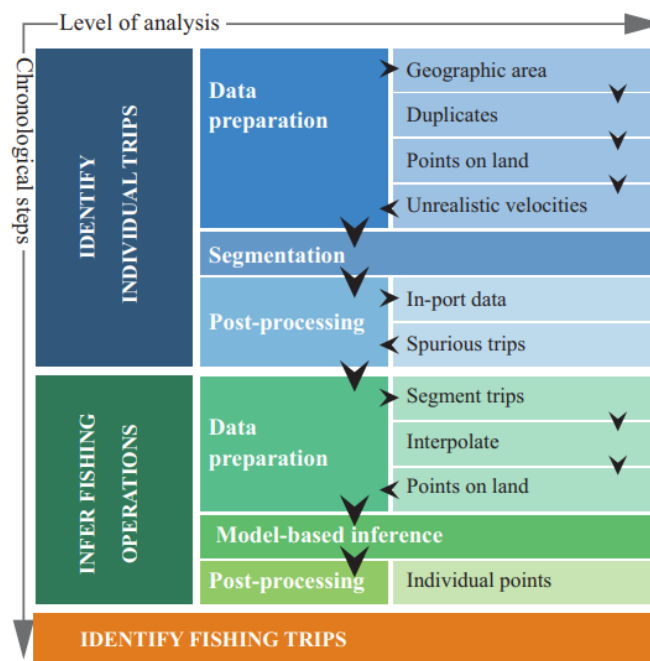 Level of analysis
Chronological steps
IDENTIFY
INDIVIDUAL TRIPS
Data
preparation
Geographic area
Duplicates
Points on land
Unrealistic velocities
Segmentation
Post-processing
In-port data
Spurious trips
INFER FISHING
OPERATIONS
Data
preparation
Segment trips
Interpolate
Points on land
Model-based inference
Post-processing
Individual points
IDENTIFY FISHING TRIPS